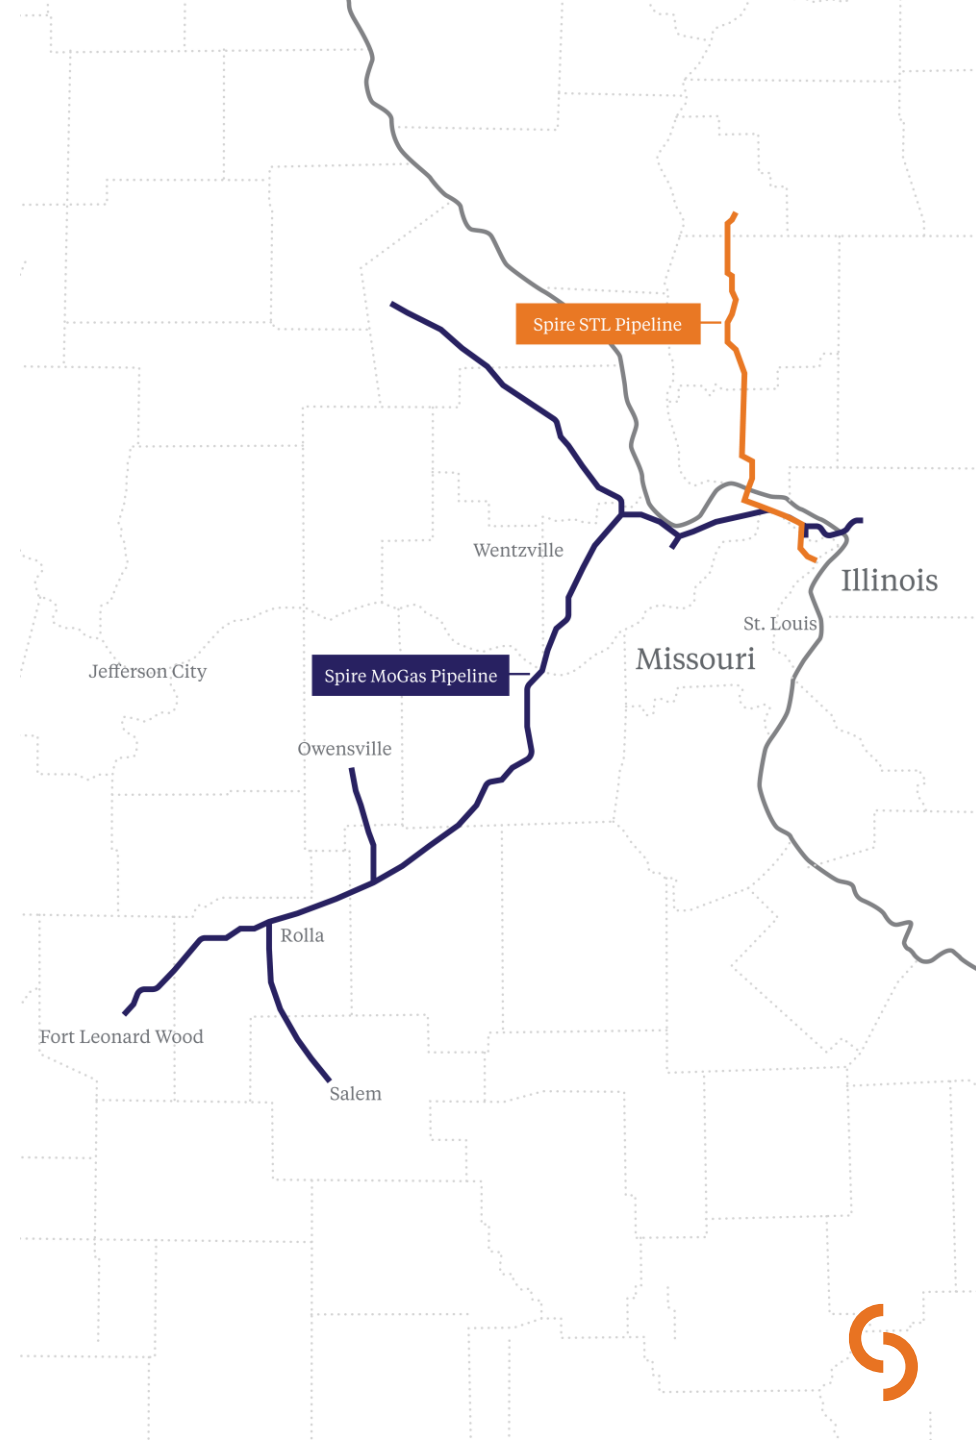 Spire STL Pipeline
Wentzville
Illinois
St. Louis
Missouri
Jefferson City
Spire MoGas Pipeline
Owensville
Rolla
Fort Leonard Wood
Salem